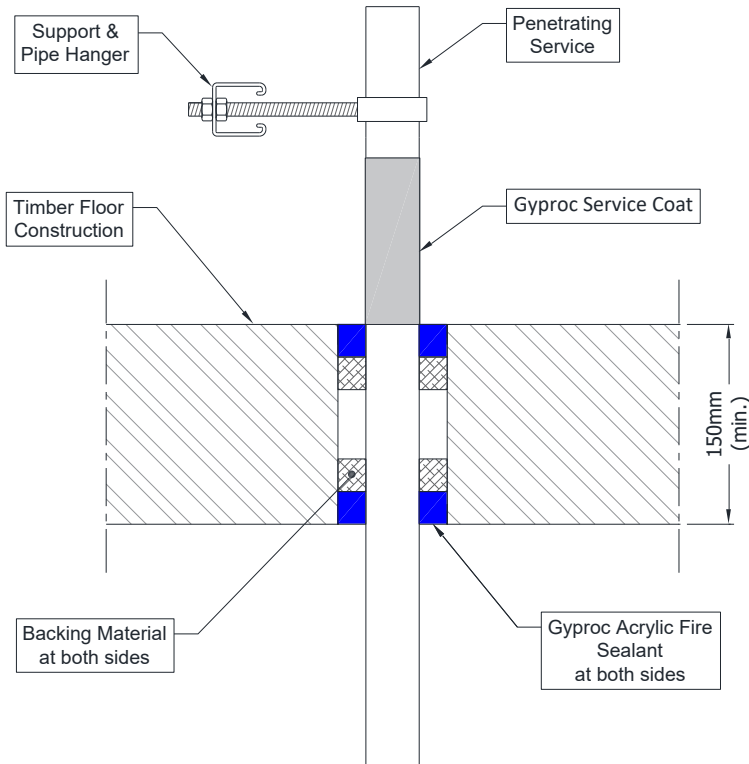 Support &
Pipe Hanger
Penetrating
Service
Timber Floor
Construction
Gyproc Service Coat
150mm
(min.)
Backing Material
at both sides
Gyproc Acrylic Fire
Sealant
at both sides